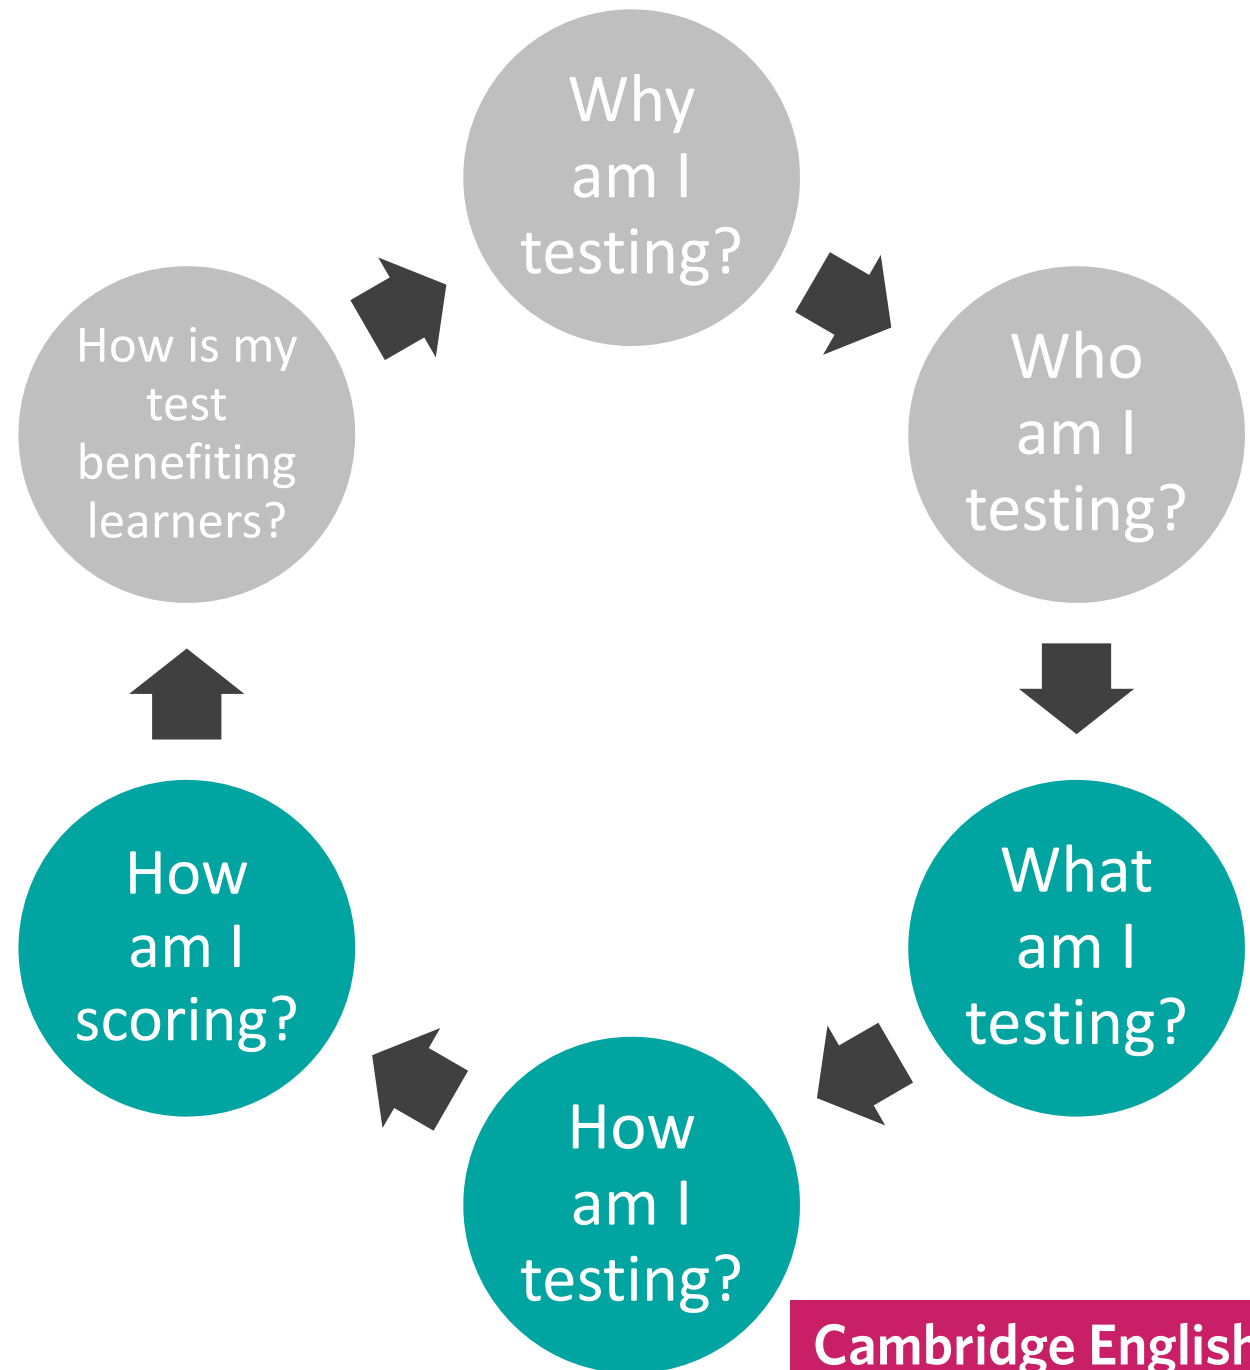 Why
am I
testing?
Who
am I
testing?
What
am I
testing?
How
am I
testing?
How
am I
scoring?
How is my
test
benefiting
learners?
Cambridge English